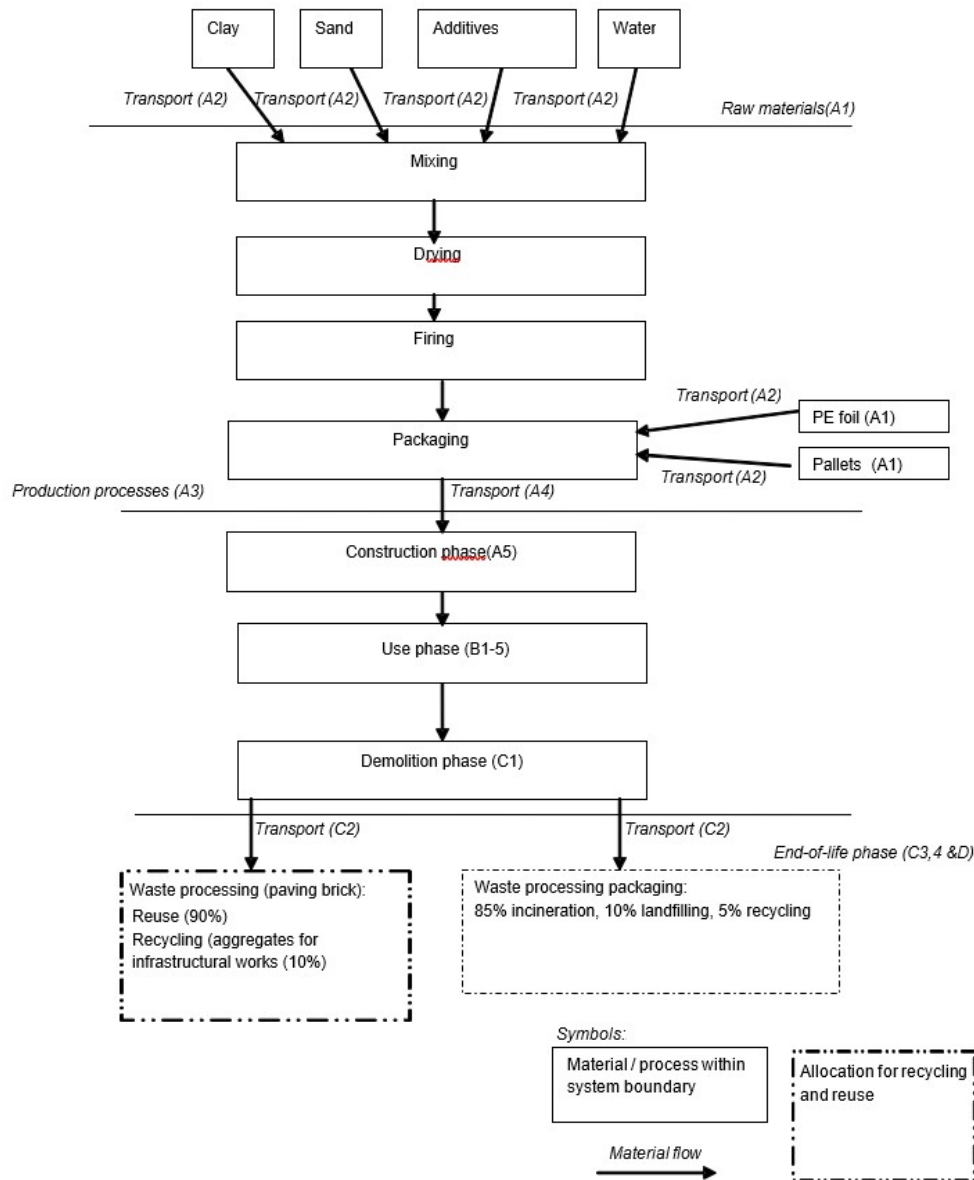 Clay
Sand
Additives
Water
Transport (A2)
Transport (A2)
Transport (A2)
Transport (A2)
Raw materials(A1)
Mixing
Drying
Firing
Transport (A2)
PE foil (A1)
Packaging
Pallets (A1)
Transport (A2)
Production processes (A3)
Transport (A4)
Construction phase(A5)
Use phase (B1-5)
Demolition phase (C1)
Transport (C2)
Transport (C2)
End-of-life phase (C3,4 &D)
Waste processing (paving brick):
Reuse (90%)
Recycling (aggregates for
infrastructural works (10%)
Waste processing packaging:
85% incineration, 10% landfilling, 5% recycling
Symbols:
Material / process within
system boundary
Allocation for recycling
and reuse
Material flow